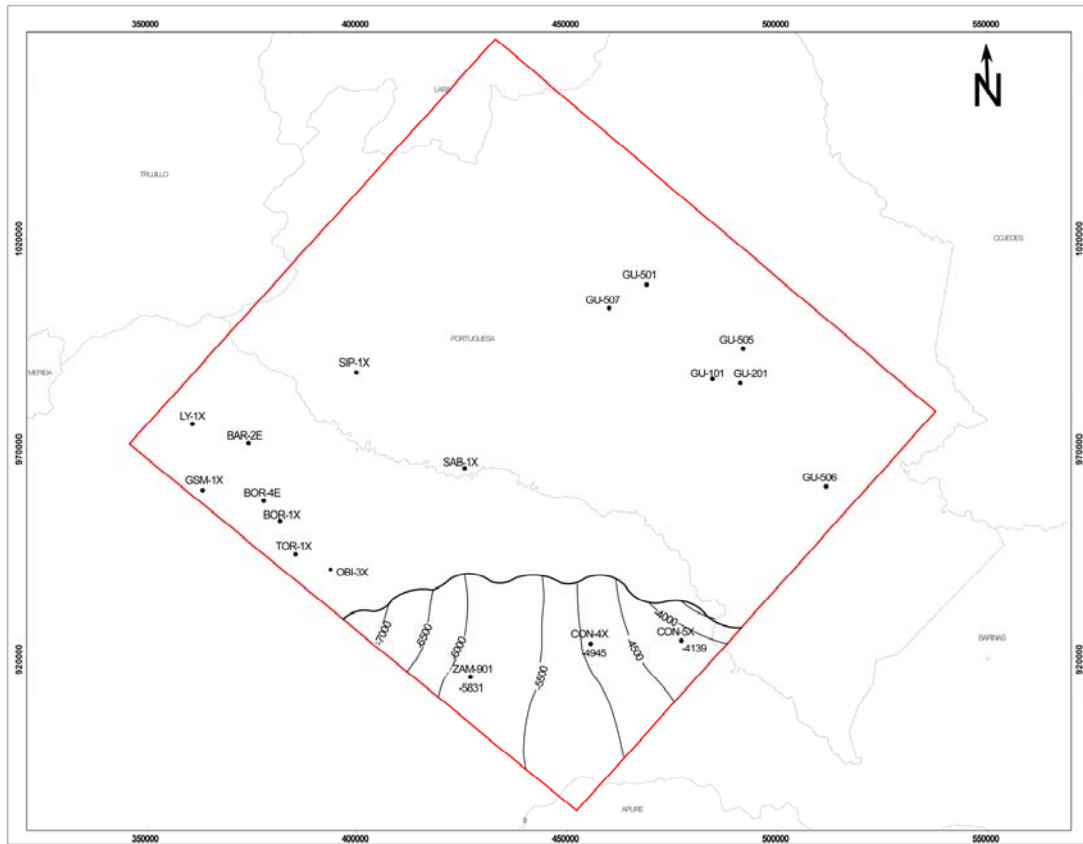 350000 400000 450000 500000 550000
N
LARA
TRUJILLO
1020000
1020000
COJEDES
GU-501
GU-507
PORTUGUESA
GU-505
SIP-1X
MERIDA
GU-101
GU-201
LY-1X
BAR-2E
970000
970000
SAB-1X
GSM-1X
GU-506
BOR-4E
BOR-1X
TOR-1X
OBI-3X
-4000
-7000
-6500
-6000
CON-4X
-4945
-4500
CON-5X
-4139
BARINAS
920000
920000
ZAM-901
-5831
-5500
APURE
0
350000 400000 450000 500000 550000